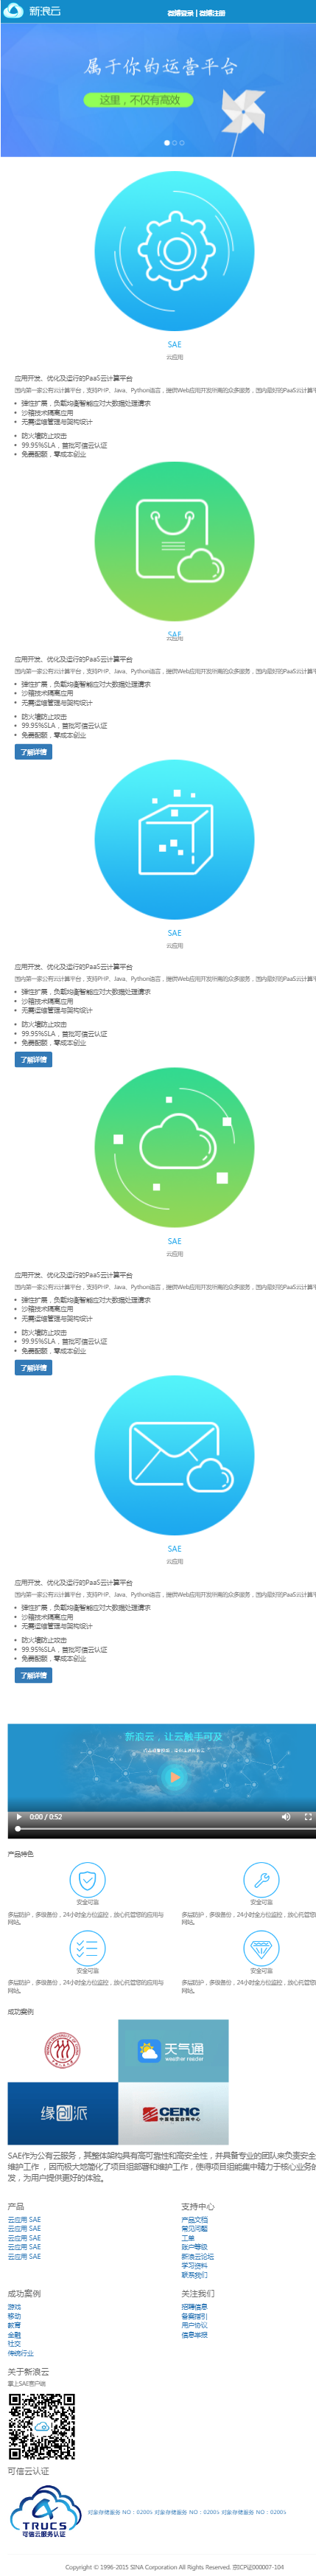 新浪云
微博登录 | 微博注册
属于你的运营平台
这里，不仅有高效
SAE
云应用
应用开发、优化及运行的PaaS云计算平台
国内第一家公有云计算平台，支持PHP、Java、Python语言，提供Web应用开发所需的众多服务，国内最好的PaaS云计算平
弹性扩展，负载均衡智能应对大数据处理请求
沙箱技术隔离应用
无需运维管理与架构设计
防火墙防止攻击
99.95%SLA，首批可信云认证
免费配额，零成本创业
SAE
云应用
应用开发、优化及运行的PaaS云计算平台
国内第一家公有云计算平台，支持PHP、Java、Python语言，提供Web应用开发所需的众多服务，国内最好的PaaS云计算平
弹性扩展，负载均衡智能应对大数据处理请求
沙箱技术隔离应用
无需运维管理与架构设计
防火墙防止攻击
99.95%SLA，首批可信云认证
免费配额，零成本创业
了解详情
SAE
云应用
应用开发、优化及运行的PaaS云计算平台
国内第一家公有云计算平台，支持PHP、Java、Python语言，提供Web应用开发所需的众多服务，国内最好的PaaS云计算平
弹性扩展，负载均衡智能应对大数据处理请求
沙箱技术隔离应用
无需运维管理与架构设计
防火墙防止攻击
99.95%SLA，首批可信云认证
免费配额，零成本创业
了解详情
SAE
云应用
应用开发、优化及运行的PaaS云计算平台
国内第一家公有云计算平台，支持PHP、Java、Python语言，提供Web应用开发所需的众多服务，国内最好的PaaS云计算平
弹性扩展，负载均衡智能应对大数据处理请求
沙箱技术隔离应用
无需运维管理与架构设计
防火墙防止攻击
99.95%SLA，首批可信云认证
免费配额，零成本创业
了解详情
SAE
云应用
应用开发、优化及运行的PaaS云计算平台
国内第一家公有云计算平台，支持PHP、Java、Python语言，提供Web应用开发所需的众多服务，国内最好的PaaS云计算平
弹性扩展，负载均衡智能应对大数据处理请求
沙箱技术隔离应用
无需运维管理与架构设计
防火墙防止攻击
99.95%SLA，首批可信云认证
免费配额，零成本创业
了解详情
新浪云，让云触手可及
0:00 / 0:52
产品特色
安全可靠
安全可靠
多层防护，多级备份，24小时全方位监控，放心托管您的应用与
网站。
多层防护，多级备份，24小时全方位监控，放心托管您
网站。
安全可靠
安全可靠
多层防护，多级备份，24小时全方位监控，放心托管您的应用与
网站。
多层防护，多级备份，24小时全方位监控，放心托管您
网站。
成功案例
天气通
weather reader
缘创派
CENC
中国地震台网中心
SAE作为公有云服务，其整体架构具有高可靠性和高安全性，并具备专业的团队来负责安全
维护工作，因而极大地简化了项目组部署和维护工作，使得项目组能集中精力于核心业务的
发，为用户提供更好的体验。
产品
云应用 SAE
云应用 SAE
云应用 SAE
云应用 SAE
云应用 SAE
支持中心
产品文档
常见问题
工单
账户等级
新浪云论坛
学习资料
联系我们
成功案例
游戏
移动
教育
金融
社交
传统行业
关注我们
招聘信息
备案指引
用户协议
信息举报
关于新浪云
掌上SAE客户端
可信云认证
TRUCS
可信云服务认证
对象存储服务 NO：02005 对象存储服务 NO：02005 对象存储服务 NO：02005
Copyright © 1996-2015 SINA Corporation All Rights Reserved. 京ICP证000007-104